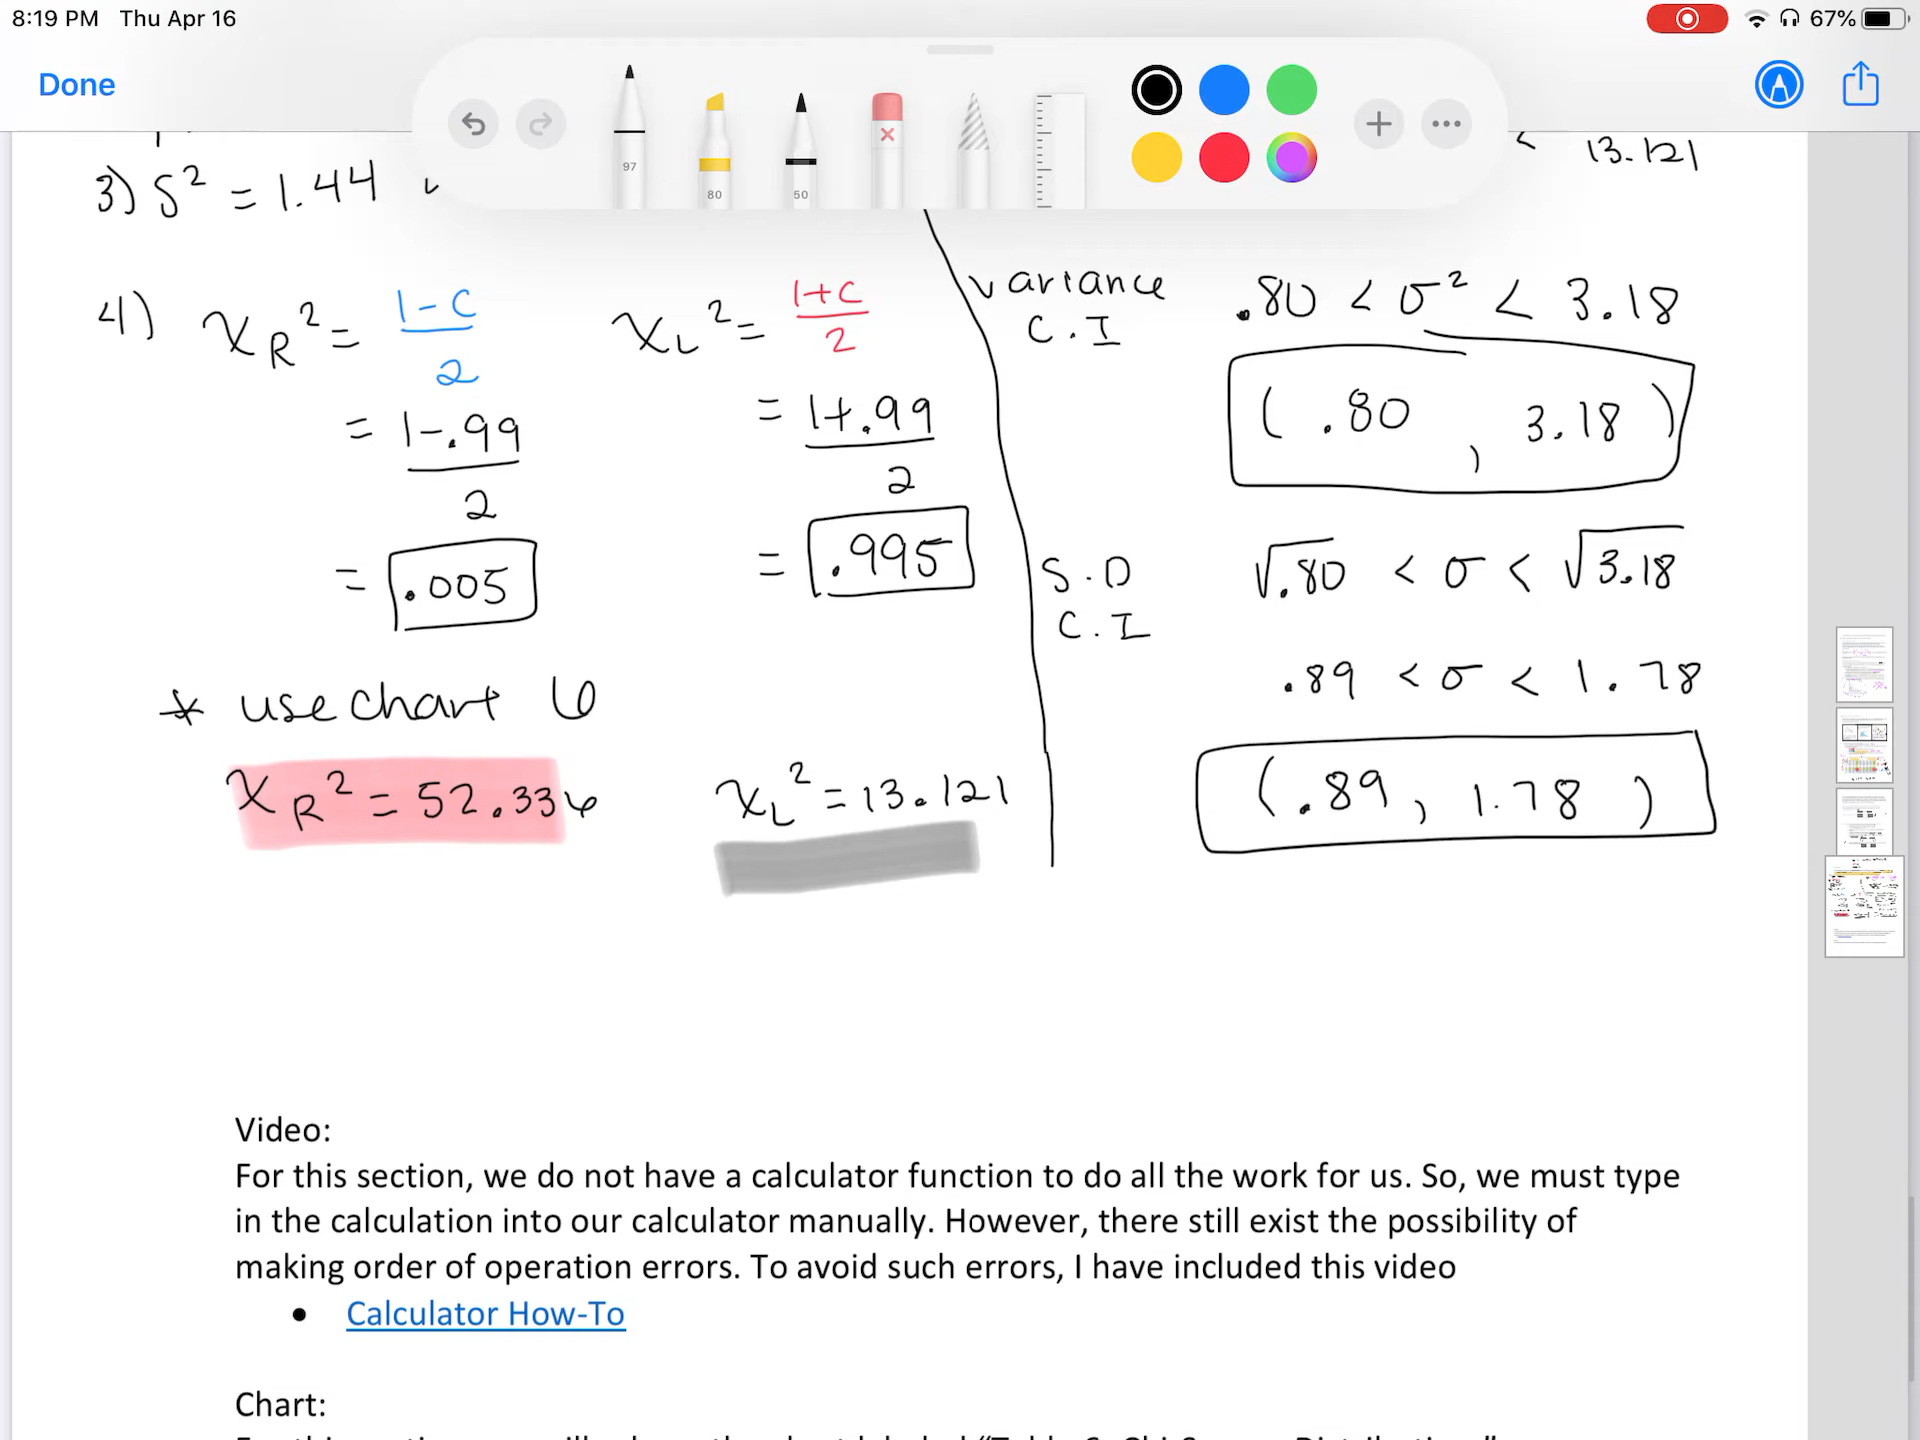 8:19 PM Thu Apr 16
67%
Done
97
80
50
< 13.121
3) S² = 1.44
4) χR² = 1-C / 2
= 1-.99 / 2
= .005
χL² = 1+C / 2
= 1+.99 / 2
= .995
* use chart 6
χR² = 52.336
χL² = 13.121
variance C.I
.80 < σ² < 3.18
( .80 , 3.18 )
S.D C.I
√.80 < σ < √3.18
.89 < σ < 1.78
( .89 , 1.78 )
Video:
For this section, we do not have a calculator function to do all the work for us. So, we must type
in the calculation into our calculator manually. However, there still exist the possibility of
making order of operation errors. To avoid such errors, I have included this video
• Calculator How-To
Chart: